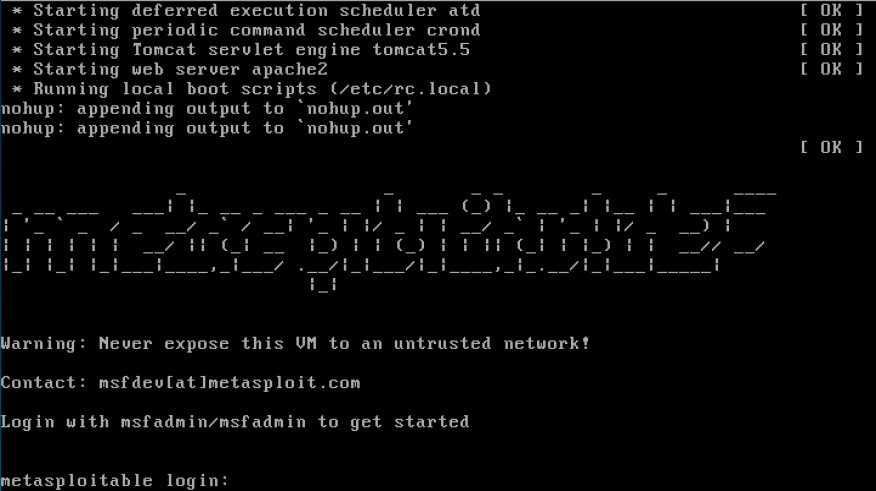 * Starting deferred execution scheduler atd [ OK ]
* Starting periodic command scheduler crond [ OK ]
* Starting Tomcat servlet engine tomcat5.5 [ OK ]
* Starting web server apache2 [ OK ]
* Running local boot scripts (/etc/rc.local)
nohup: appending output to `nohup.out'
nohup: appending output to `nohup.out'
[ OK ]
metasploitable2
Warning: Never expose this VM to an untrusted network!
Contact: msfdev[at]metasploit.com
Login with msfadmin/msfadmin to get started
metasploitable login: